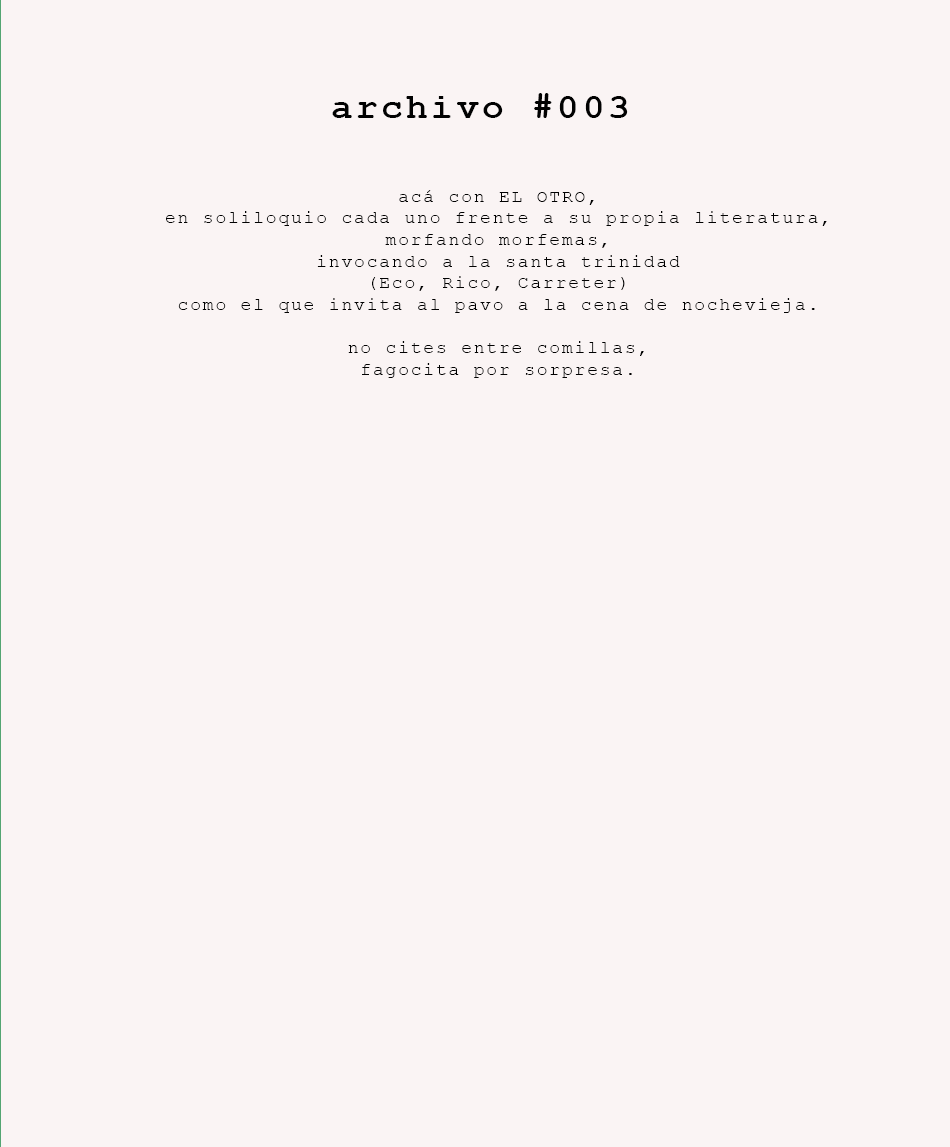 archivo #003
acá con EL OTRO,
en soliloquio cada uno frente a su propia literatura,
morfando morfemas,
invocando a la santa trinidad
(Eco, Rico, Carreter)
como el que invita al pavo a la cena de nochevieja.
no cites entre comillas,
fagocita por sorpresa.